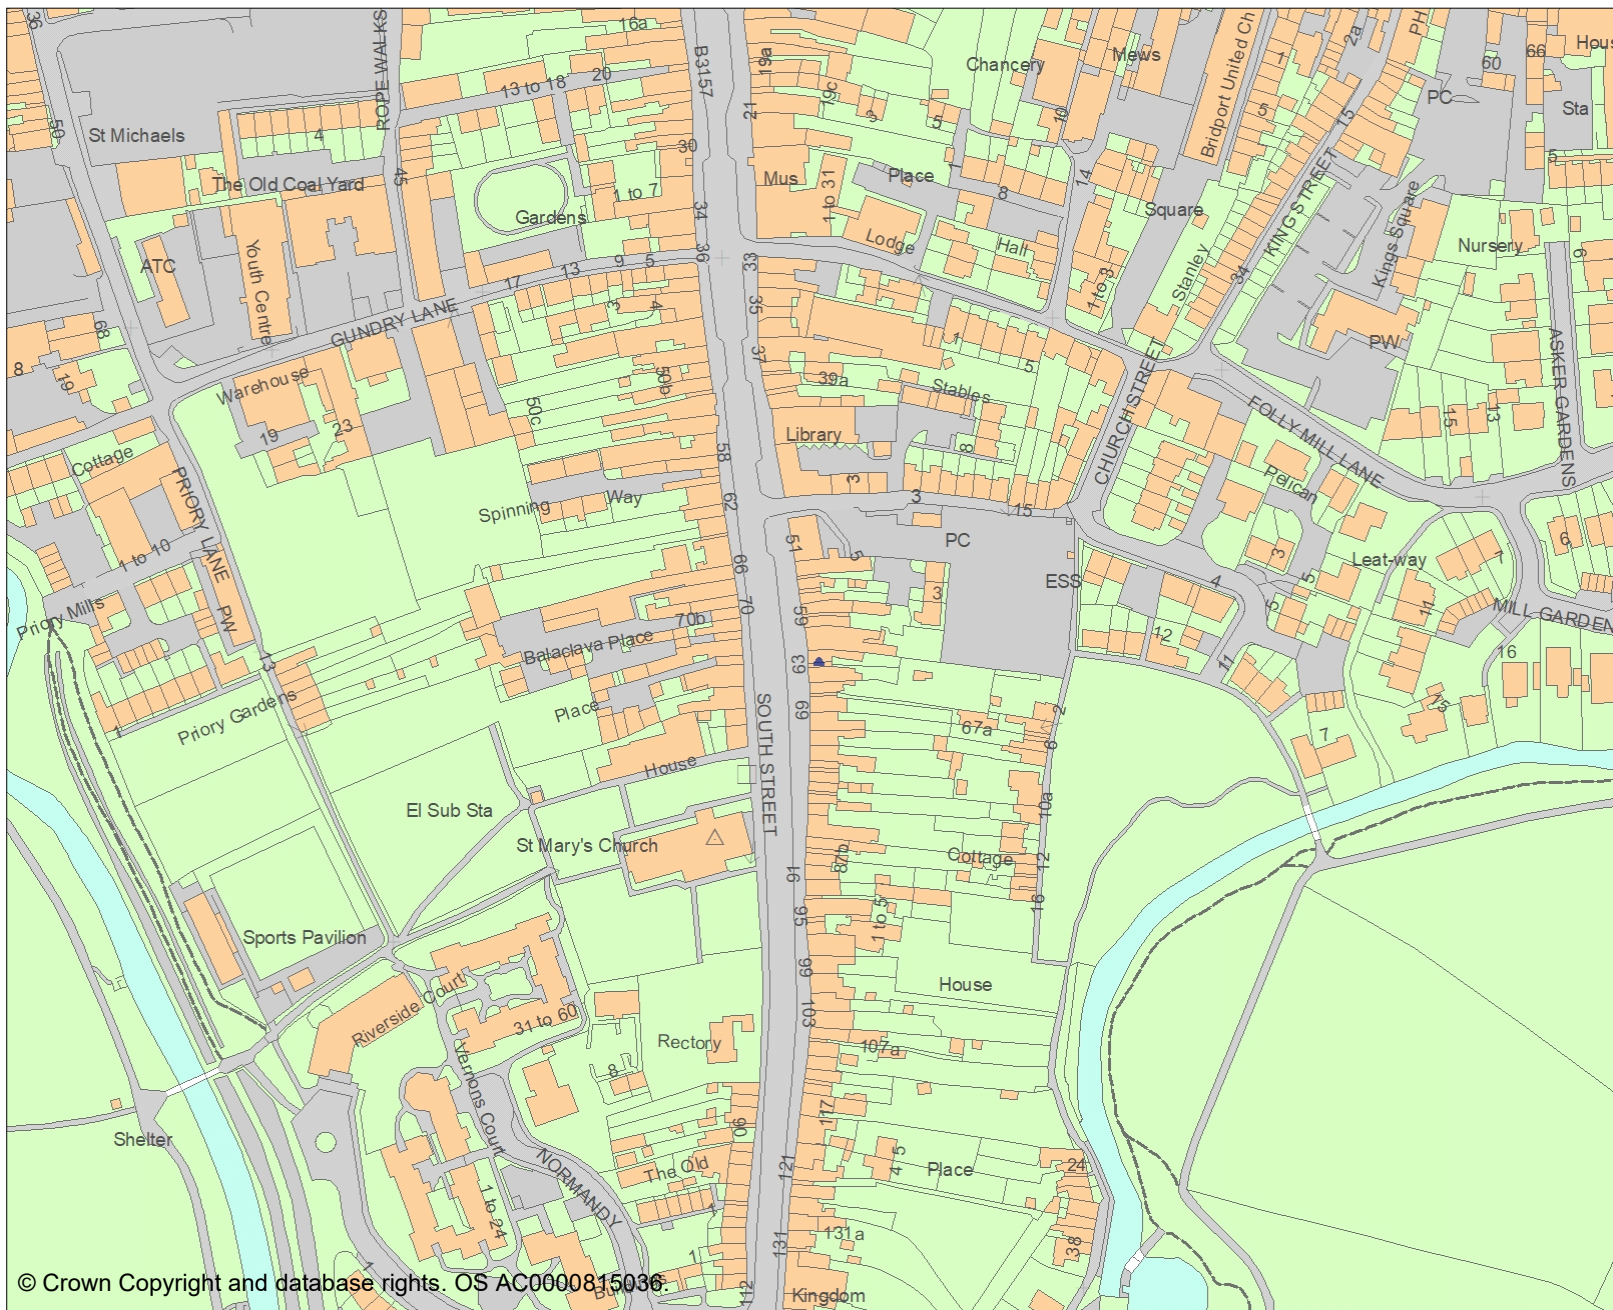 36
ROPE WALKS
16a
B3157
19a
Chancery
Mews
Bridport United Ch
1
2a
PH
66
60
Hous
13 to 18
20
21
19c
3
5
10
5
15
PC
Sta
50
St Michaels
4
30
Mus
1 to 31
Place
1
8
14
KING STREET
5
The Old Coal Yard
45
1 to 7
34
Gardens
Square
Kings Square
Nursery
6
ATC
Youth Centre
36
33
Lodge
Hall
1 to 3
Stanley
34
17
13
9
5
3
4
35
GUNDRY LANE
68
8
19
37
1
5
CHURCH STREET
PW
ASKER GARDENS
Warehouse
50b
39a
Stables
50c
19
23
Library
8
FOLLY MILL LANE
15
13
Cottage
58
3
PRIORY LANE
Spinning
Way
62
3
15
Pelican
1 to 10
51
5
PC
66
ESS
4
3
Leat-way
7
6
Priory Mills
PW
70
59
3
5
5
11
MILL GARDEN
70b
Balaclava Place
12
13
63
11
16
Priory Gardens
1
Place
SOUTH STREET
69
67a
2
6
7
15
House
El Sub Sta
10a
St Mary's Church
91
87b
Cottage
12
16
95
1 to 5
Sports Pavilion
99
House
Riverside Court
31 to 60
103
Rectory
107a
Vernons Court
8
Shelter
90
117
NORMANDY
The Old
121
4 5
Place
24
1 to 24
1
131
131a
38
1
1
112
Kingdom
© Crown Copyright and database rights. OS AC0000815036.